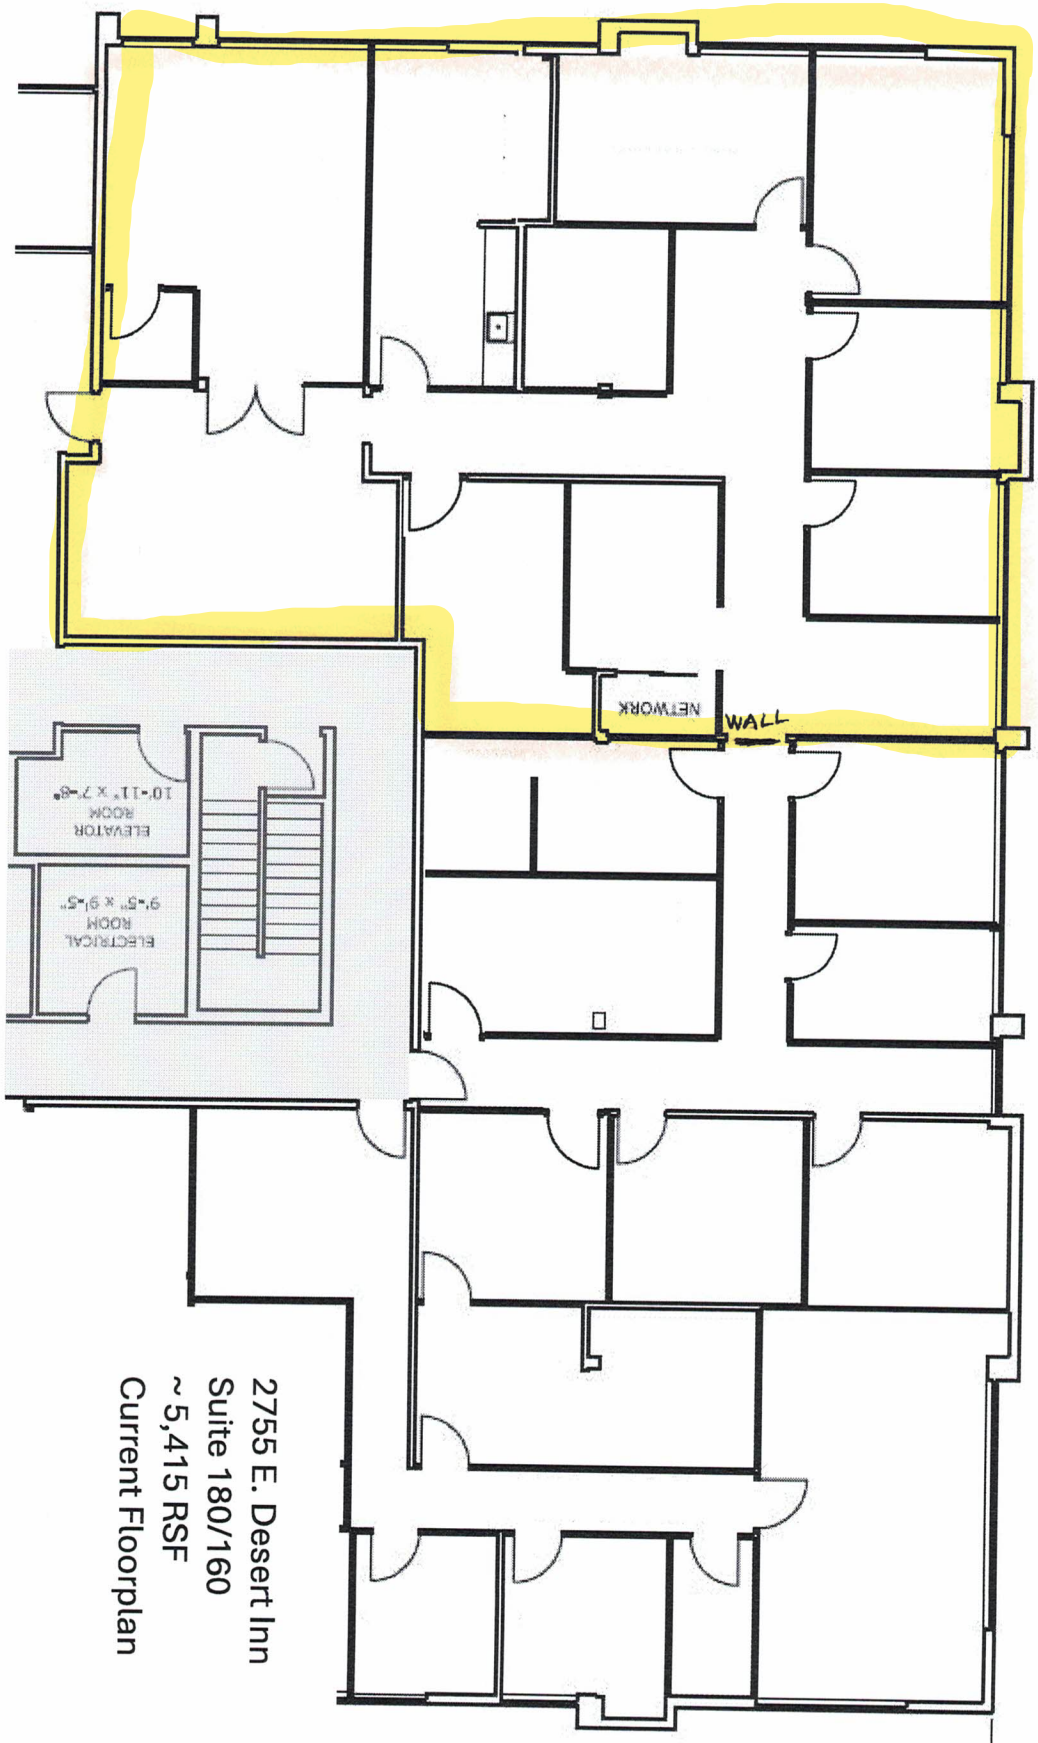 NETWORK
WALL
ELEVATOR
ROOM
10'-11" x 7'-8"
ELECTRICAL
ROOM
9'-5" x 9'-5"
2755 E. Desert Inn
Suite 180/160
~ 5,415 RSF
Current Floorplan